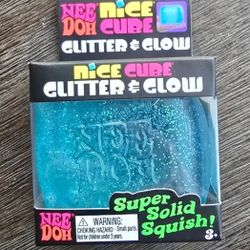 NEE DOH
NICE CUBE
GLITTER & GLOW
NICE CUBE
GLITTER & GLOW
NEE DOH
Super
Solid
Squish!
NEE DOH
WARNING:
CHOKING HAZARD - Small parts.
Not for children under 3 years.
3+